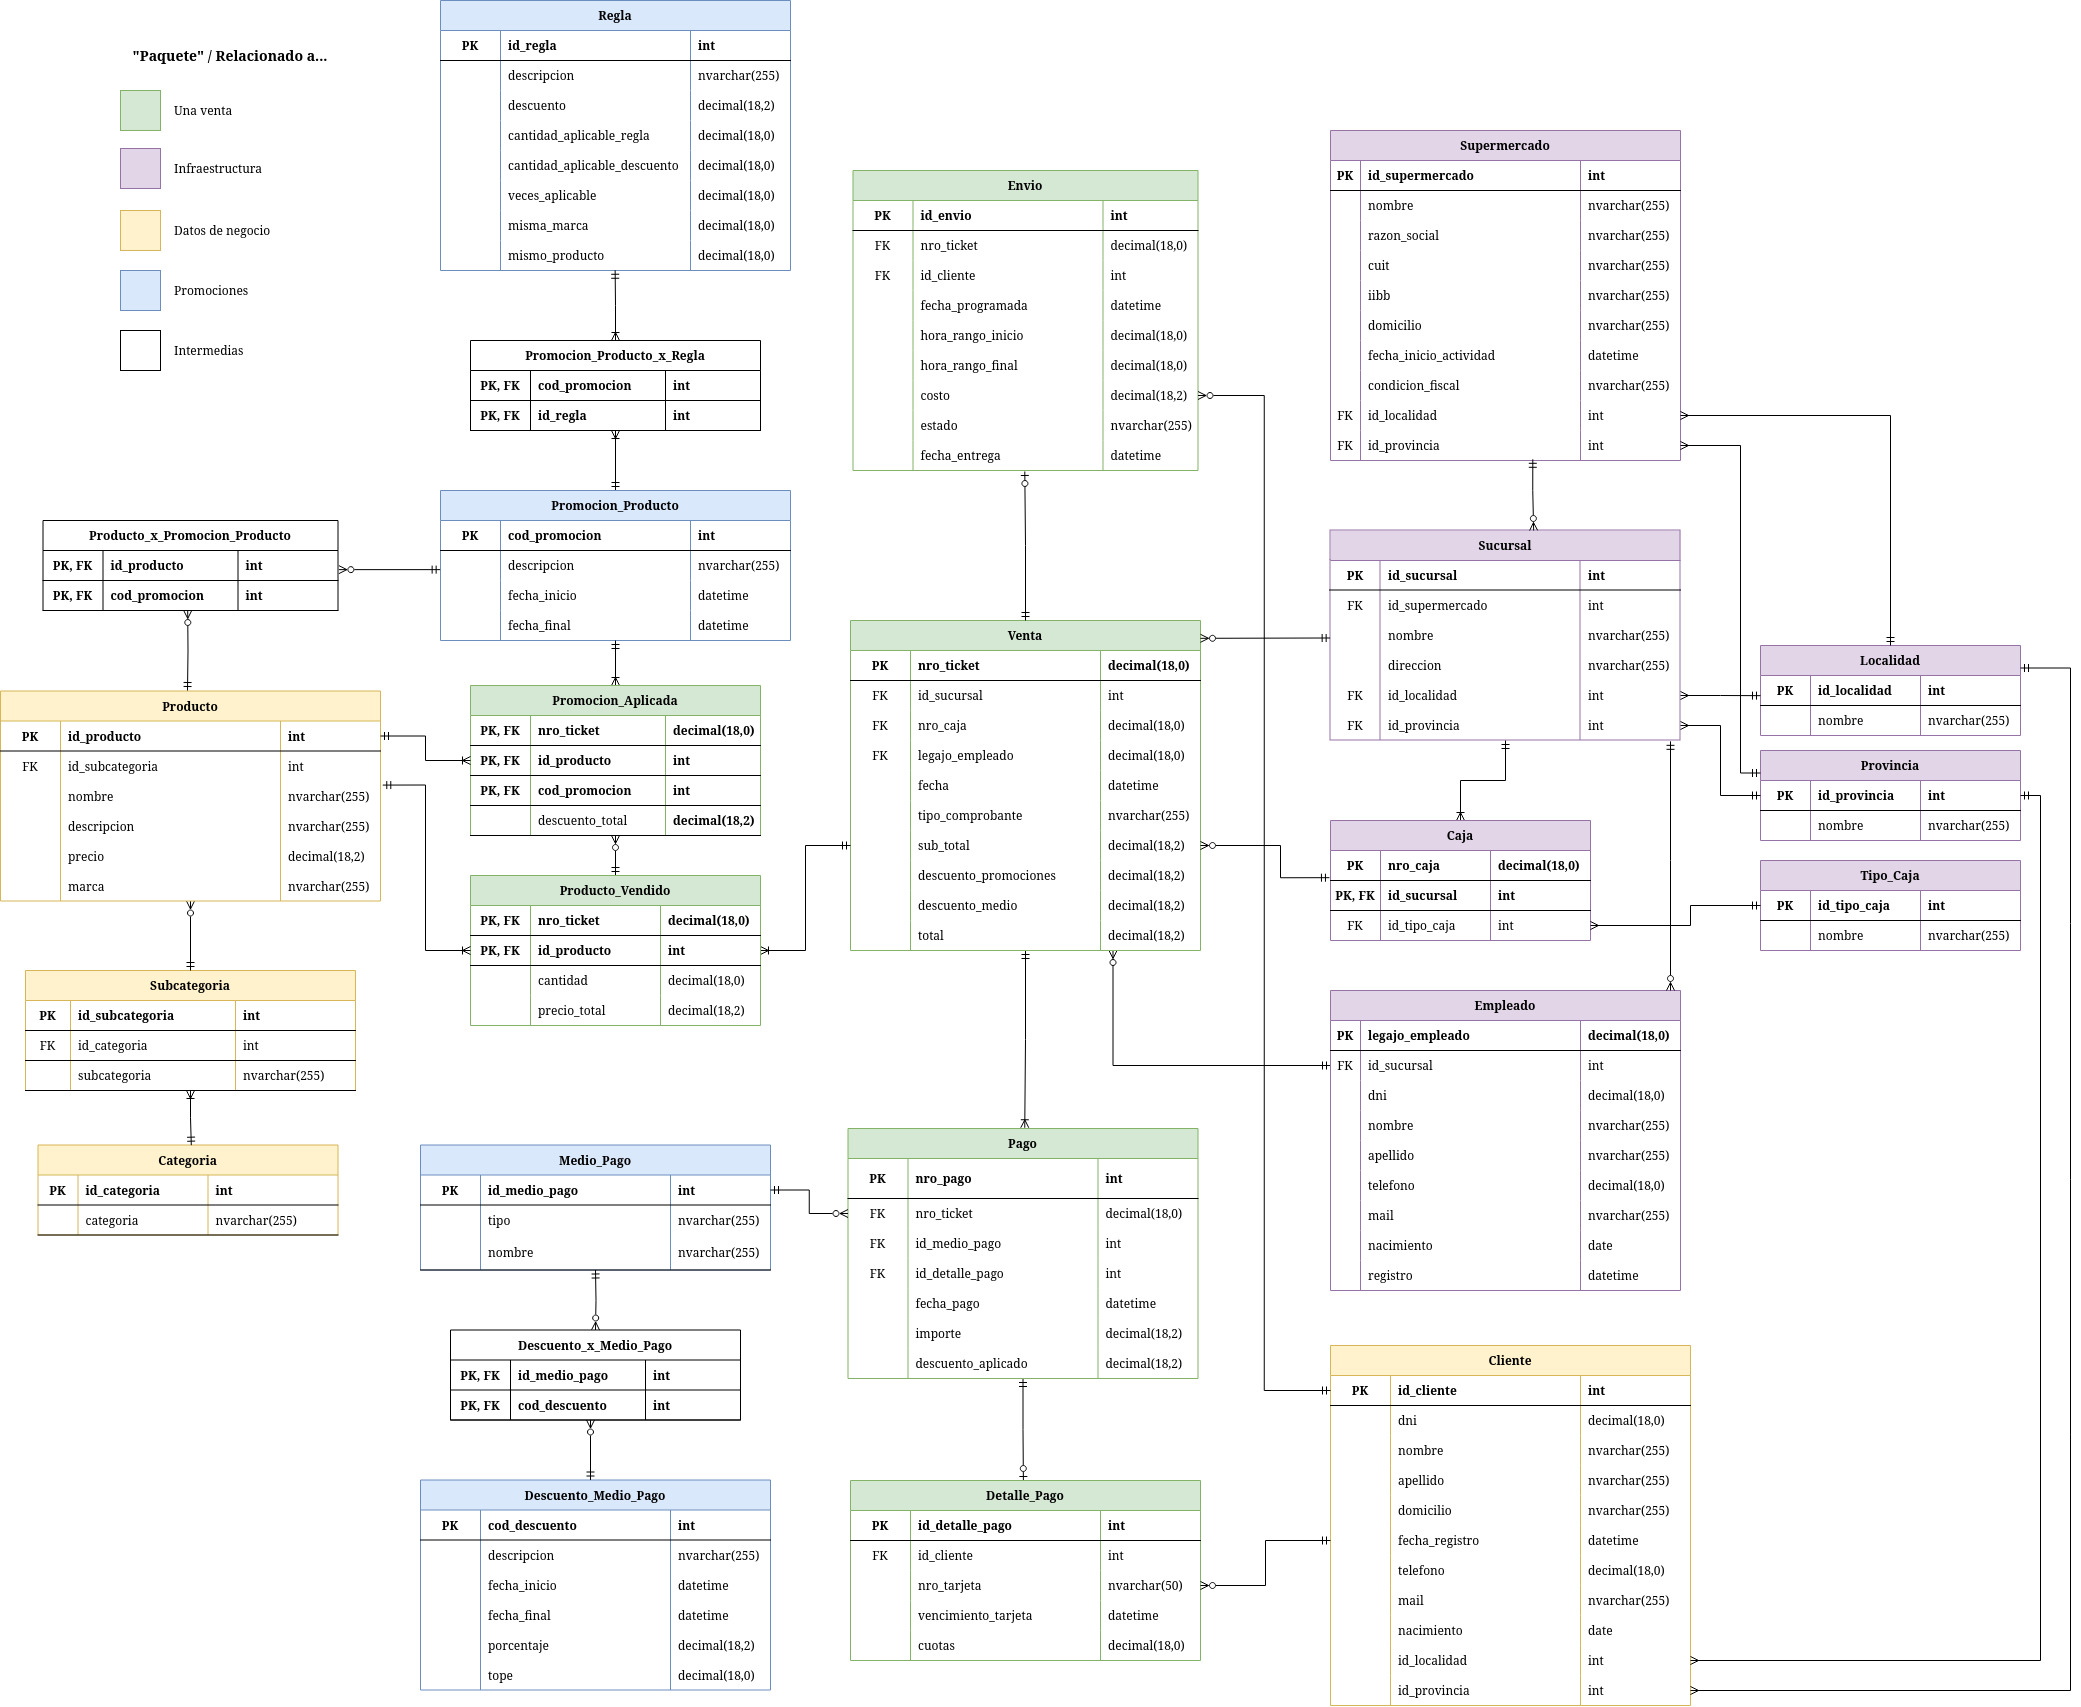 "Paquete" / Relacionado a...
Una venta
Infraestructura
Datos de negocio
Promociones
Intermedias
Regla
PK id_regla int
descripcion nvarchar(255)
descuento decimal(18,2)
cantidad_aplicable_regla decimal(18,0)
cantidad_aplicable_descuento decimal(18,0)
veces_aplicable decimal(18,0)
misma_marca decimal(18,0)
mismo_producto decimal(18,0)
Promocion_Producto_x_Regla
PK, FK cod_promocion int
PK, FK id_regla int
Promocion_Producto
PK cod_promocion int
descripcion nvarchar(255)
fecha_inicio datetime
fecha_final datetime
Producto_x_Promocion_Producto
PK, FK id_producto int
PK, FK cod_promocion int
Producto
PK id_producto int
FK id_subcategoria int
nombre nvarchar(255)
descripcion nvarchar(255)
precio decimal(18,2)
marca nvarchar(255)
Promocion_Aplicada
PK, FK nro_ticket decimal(18,0)
PK, FK id_producto int
PK, FK cod_promocion int
descuento_total decimal(18,2)
Producto_Vendido
PK, FK nro_ticket decimal(18,0)
PK, FK id_producto int
cantidad decimal(18,0)
precio_total decimal(18,2)
Subcategoria
PK id_subcategoria int
FK id_categoria int
subcategoria nvarchar(255)
Categoria
PK id_categoria int
categoria nvarchar(255)
Medio_Pago
PK id_medio_pago int
tipo nvarchar(255)
nombre nvarchar(255)
Descuento_x_Medio_Pago
PK, FK id_medio_pago int
PK, FK cod_descuento int
Descuento_Medio_Pago
PK cod_descuento int
descripcion nvarchar(255)
fecha_inicio datetime
fecha_final datetime
porcentaje decimal(18,2)
tope decimal(18,0)
Envio
PK id_envio int
FK nro_ticket decimal(18,0)
FK id_cliente int
fecha_programada datetime
hora_rango_inicio decimal(18,0)
hora_rango_final decimal(18,0)
costo decimal(18,2)
estado nvarchar(255)
fecha_entrega datetime
Venta
PK nro_ticket decimal(18,0)
FK id_sucursal int
FK nro_caja decimal(18,0)
FK legajo_empleado decimal(18,0)
fecha datetime
tipo_comprobante nvarchar(255)
sub_total decimal(18,2)
descuento_promociones decimal(18,2)
descuento_medio decimal(18,2)
total decimal(18,2)
Pago
PK nro_pago int
FK nro_ticket decimal(18,0)
FK id_medio_pago int
FK id_detalle_pago int
fecha_pago datetime
importe decimal(18,2)
descuento_aplicado decimal(18,2)
Detalle_Pago
PK id_detalle_pago int
FK id_cliente int
nro_tarjeta nvarchar(50)
vencimiento_tarjeta datetime
cuotas decimal(18,0)
Supermercado
PK id_supermercado int
nombre nvarchar(255)
razon_social nvarchar(255)
cuit nvarchar(255)
iibb nvarchar(255)
domicilio nvarchar(255)
fecha_inicio_actividad datetime
condicion_fiscal nvarchar(255)
FK id_localidad int
FK id_provincia int
Sucursal
PK id_sucursal int
FK id_supermercado int
nombre nvarchar(255)
direccion nvarchar(255)
FK id_localidad int
FK id_provincia int
Localidad
PK id_localidad int
nombre nvarchar(255)
Provincia
PK id_provincia int
nombre nvarchar(255)
Caja
PK nro_caja decimal(18,0)
PK, FK id_sucursal int
FK id_tipo_caja int
Tipo_Caja
PK id_tipo_caja int
nombre nvarchar(255)
Empleado
PK legajo_empleado decimal(18,0)
FK id_sucursal int
dni decimal(18,0)
nombre nvarchar(255)
apellido nvarchar(255)
telefono decimal(18,0)
mail nvarchar(255)
nacimiento date
registro datetime
Cliente
PK id_cliente int
dni decimal(18,0)
nombre nvarchar(255)
apellido nvarchar(255)
domicilio nvarchar(255)
fecha_registro datetime
telefono decimal(18,0)
mail nvarchar(255)
nacimiento date
id_localidad int
id_provincia int